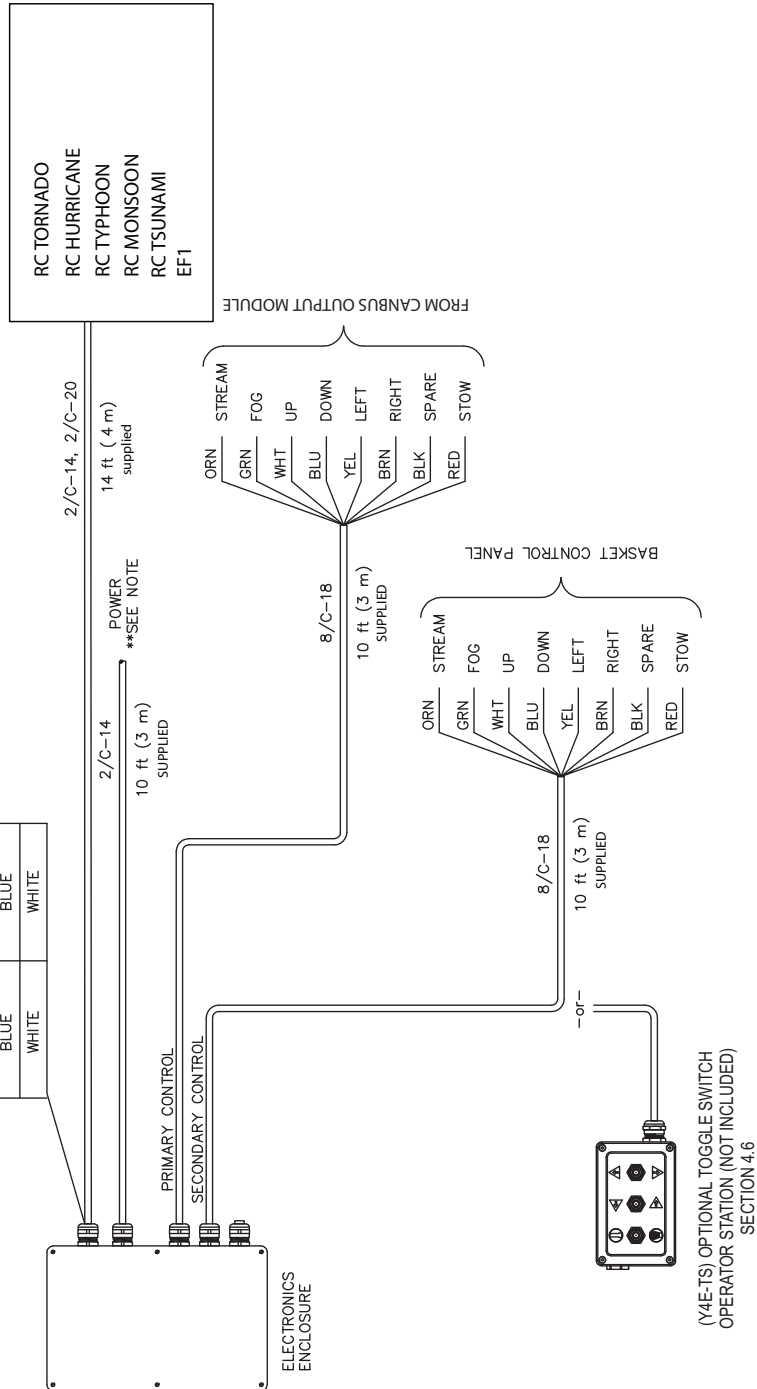 BLUE
BLUE
WHITE
WHITE
RC TORNADO
RC HURRICANE
RC TYPHOON
RC MONSOON
RC TSUNAMI
EF1
2/C-14, 2/C-20
14 ft ( 4 m)
supplied
POWER
**SEE NOTE
2/C-14
10 ft (3 m)
SUPPLIED
PRIMARY CONTROL
SECONDARY CONTROL
ELECTRONICS
ENCLOSURE
8/C-18
10 ft (3 m)
SUPPLIED
ORN STREAM
GRN FOG
WHT UP
BLU DOWN
YEL LEFT
BRN RIGHT
BLK SPARE
RED STOW
FROM CANBUS OUTPUT MODULE
8/C-18
10 ft (3 m)
SUPPLIED
ORN STREAM
GRN FOG
WHT UP
BLU DOWN
YEL LEFT
BRN RIGHT
BLK SPARE
RED STOW
BASKET CONTROL PANEL
-or-
(Y4E-TS) OPTIONAL TOGGLE SWITCH
OPERATOR STATION (NOT INCLUDED)
SECTION 4.6